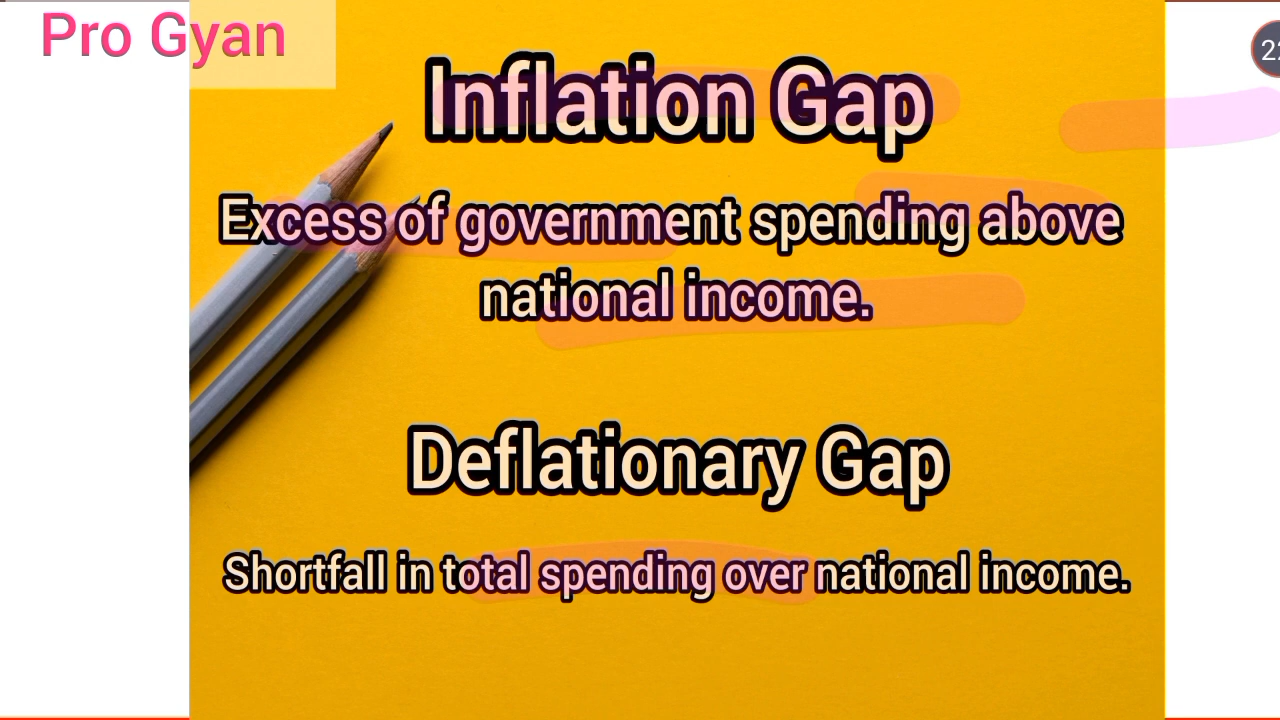 Pro Gyan
Inflation Gap
Excess of government spending above
national income.
Deflationary Gap
Shortfall in total spending over national income.